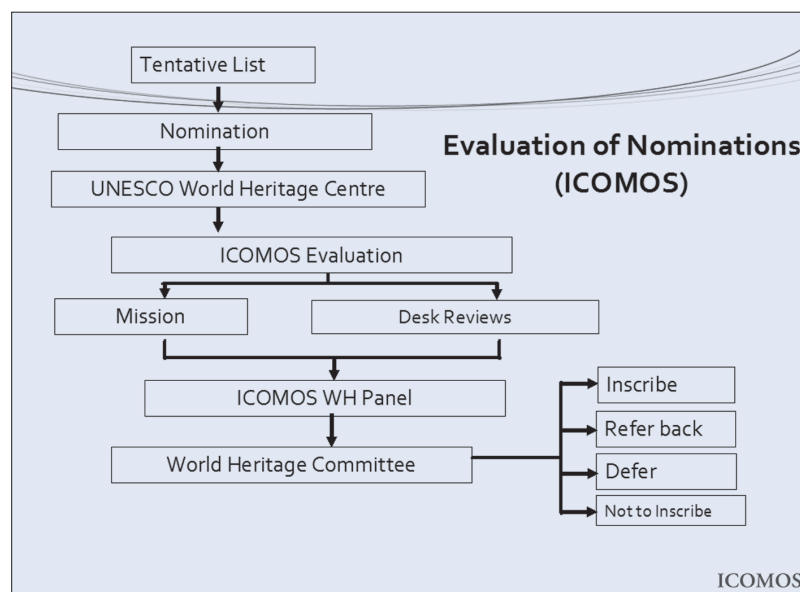 Tentative List
Nomination
Evaluation of Nominations
(ICOMOS)
UNESCO World Heritage Centre
ICOMOS Evaluation
Mission
Desk Reviews
ICOMOS WH Panel
World Heritage Committee
Inscribe
Refer back
Defer
Not to Inscribe
ICOMOS